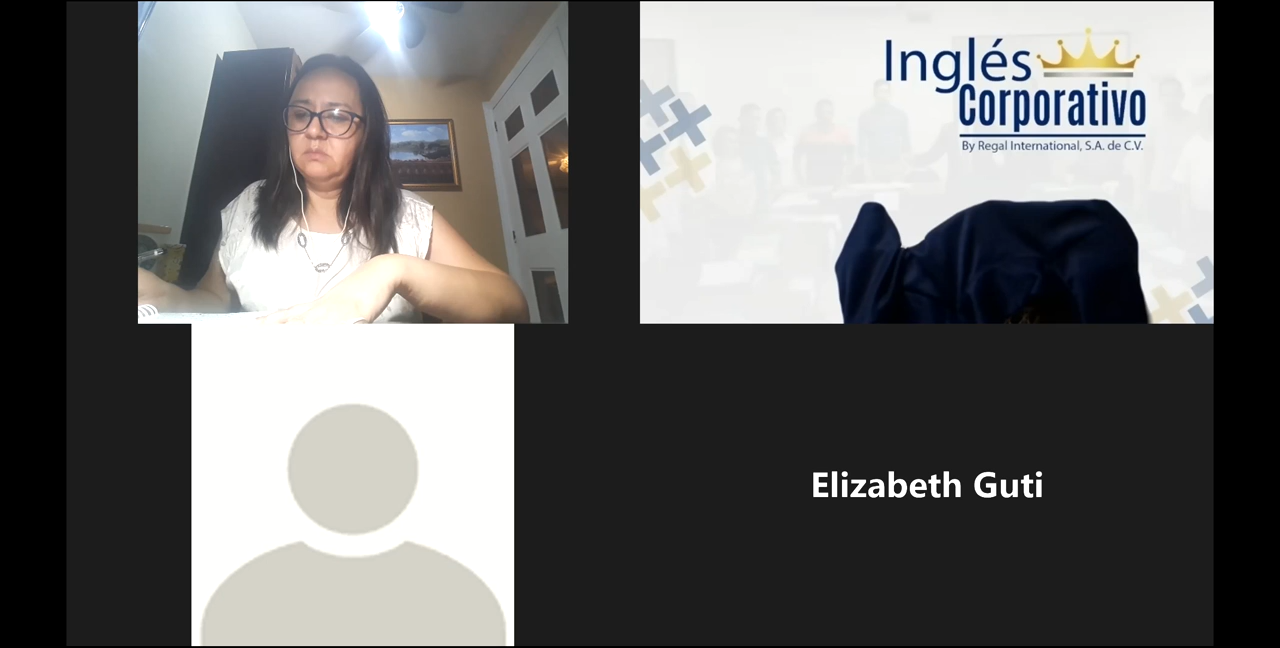 Inglés
Corporativo
By Regal International, S.A. de C.V.
Elizabeth Guti